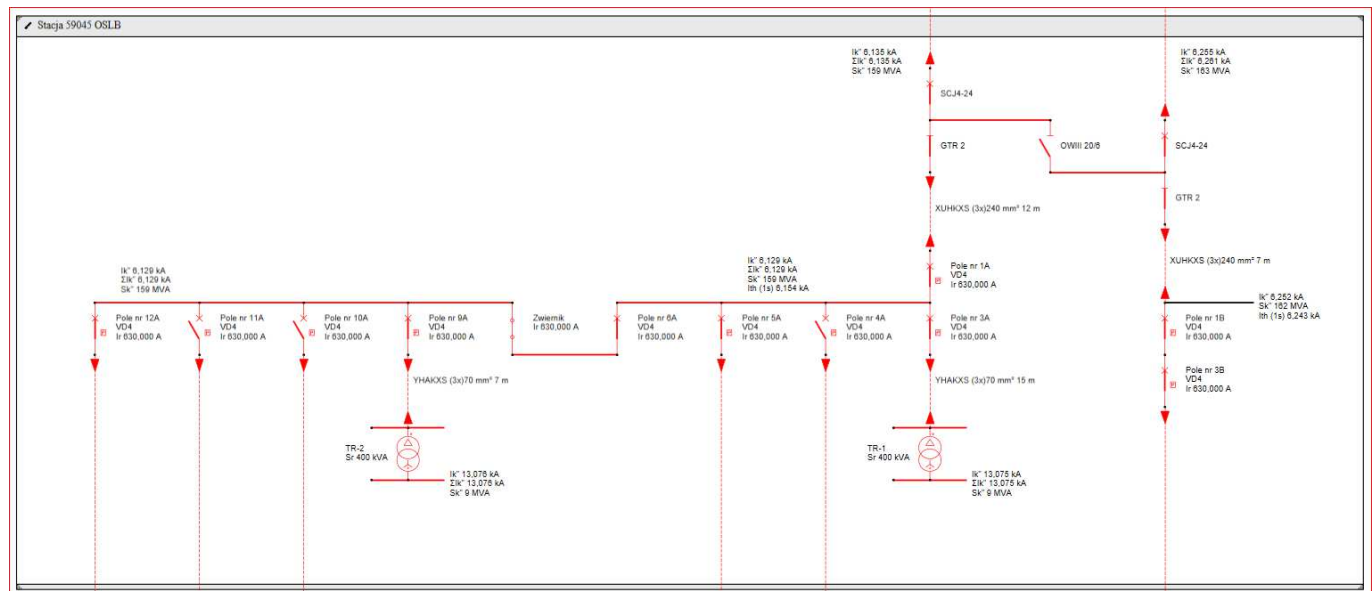 Stacja 59045 OSLB
Ik" 6,135 kA
ΣIk" 6,135 kA
Sk" 159 MVA
Ik" 6,255 kA
ΣIk" 6,261 kA
Sk" 163 MVA
SCJ4-24
GTR 2
OWIII 20/6
SCJ4-24
GTR 2
XUHKXS (3x)240 mm² 12 m
XUHKXS (3x)240 mm² 7 m
Ik" 6,129 kA
ΣIk" 6,129 kA
Sk" 159 MVA
Ik" 6,129 kA
ΣIk" 6,129 kA
Sk" 159 MVA
Ith (1s) 6,154 kA
Pole nr 1A
VD4
Ir 630,000 A
Ik" 6,252 kA
Sk" 162 MVA
Ith (1s) 6,243 kA
Pole nr 12A
VD4
Ir 630,000 A
Pole nr 11A
VD4
Ir 630,000 A
Pole nr 10A
VD4
Ir 630,000 A
Pole nr 9A
VD4
Ir 630,000 A
Zwiernik
Ir 630,000 A
Pole nr 6A
VD4
Ir 630,000 A
Pole nr 5A
VD4
Ir 630,000 A
Pole nr 4A
VD4
Ir 630,000 A
Pole nr 3A
VD4
Ir 630,000 A
Pole nr 1B
VD4
Ir 630,000 A
Pole nr 3B
VD4
Ir 630,000 A
YHAKXS (3x)70 mm² 7 m
YHAKXS (3x)70 mm² 15 m
TR-2
Sr 400 kVA
Ik" 13,076 kA
ΣIk" 13,076 kA
Sk" 9 MVA
TR-1
Sr 400 kVA
Ik" 13,075 kA
ΣIk" 13,075 kA
Sk" 9 MVA